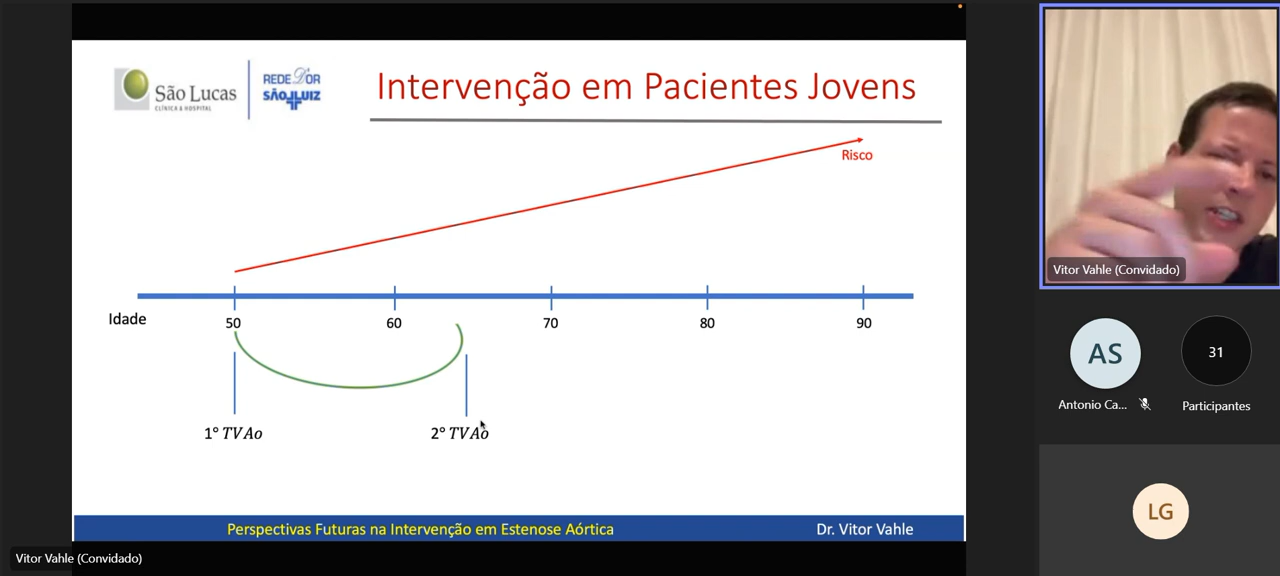 São Lucas
CLÍNICA & HOSPITAL
REDE D'OR
SÃO LUIZ
Intervenção em Pacientes Jovens
Risco
Idade
50
60
70
80
90
1° TVAo
2° TVAo
Perspectivas Futuras na Intervenção em Estenose Aórtica
Dr. Vitor Vahle
Vitor Vahle (Convidado)
Vitor Vahle (Convidado)
AS
31
Antonio Ca...
Participantes
LG